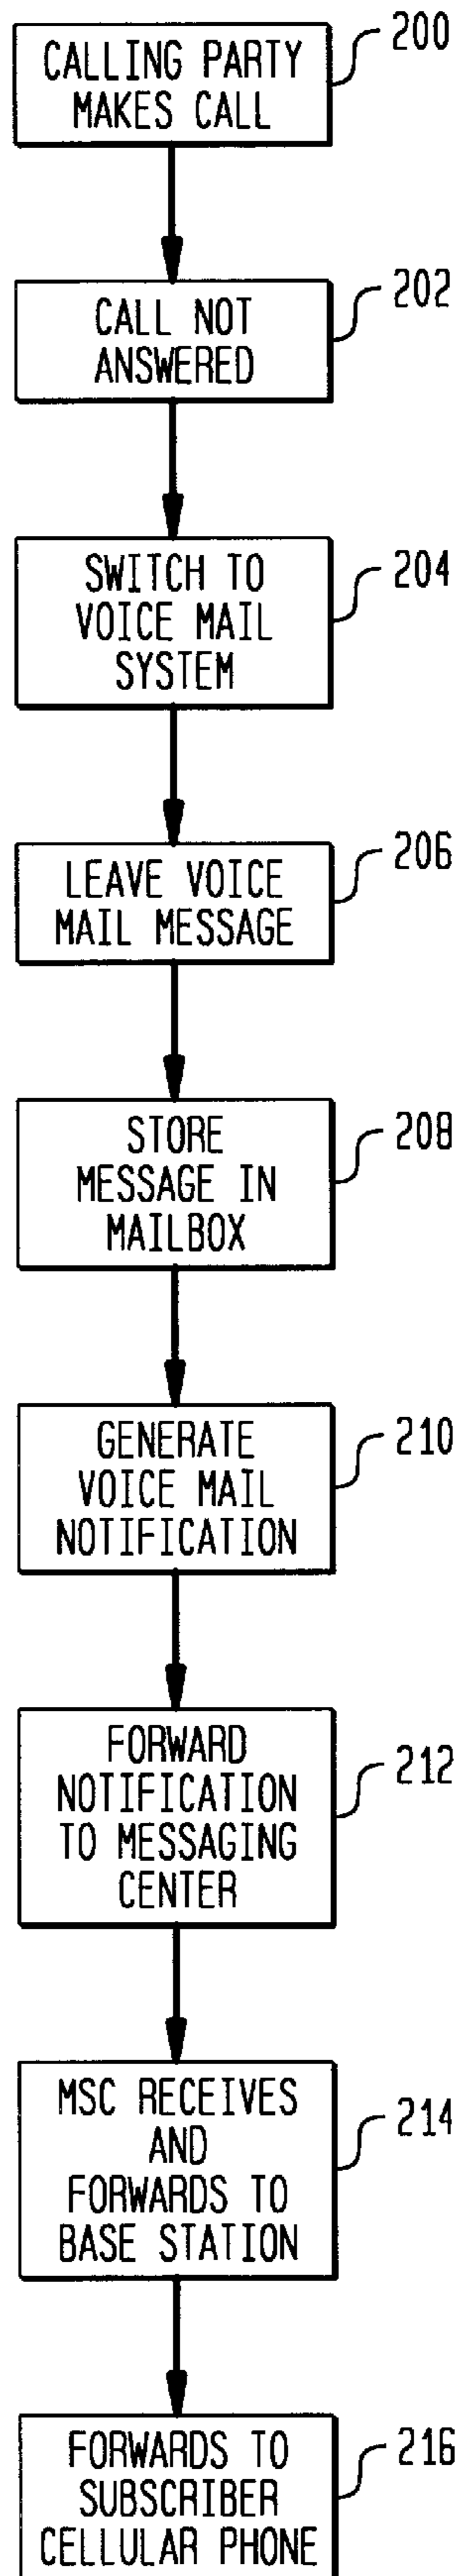 CALLING PARTY
MAKES CALL
200
CALL NOT
ANSWERED
202
SWITCH TO
VOICE MAIL
SYSTEM
204
LEAVE VOICE
MAIL MESSAGE
206
STORE
MESSAGE IN
MAILBOX
208
GENERATE
VOICE MAIL
NOTIFICATION
210
FORWARD
NOTIFICATION
TO MESSAGING
CENTER
212
MSC RECEIVES
AND
FORWARDS TO
BASE STATION
214
FORWARDS TO
SUBSCRIBER
CELLULAR PHONE
216